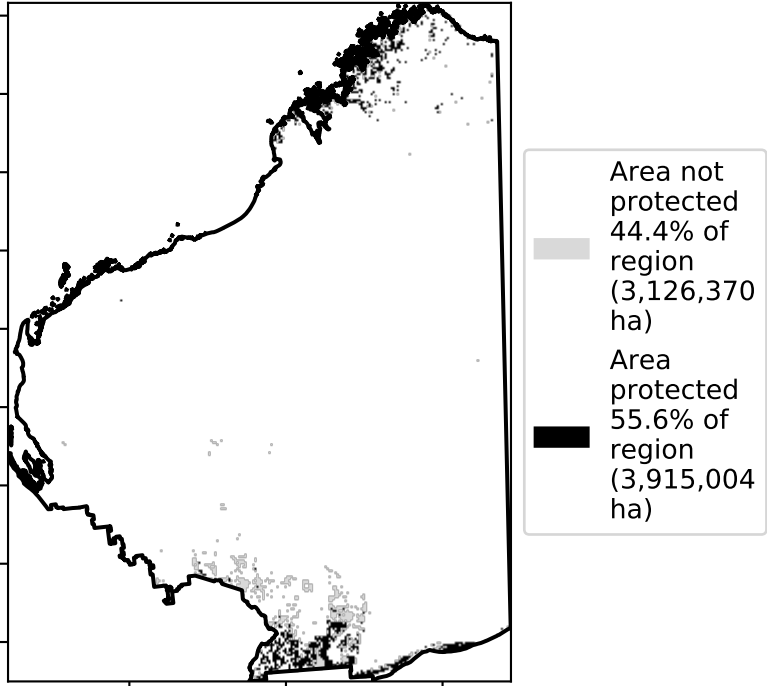 Area not
protected
44.4% of
region
(3,126,370
ha)
Area
protected
55.6% of
region
(3,915,004
ha)